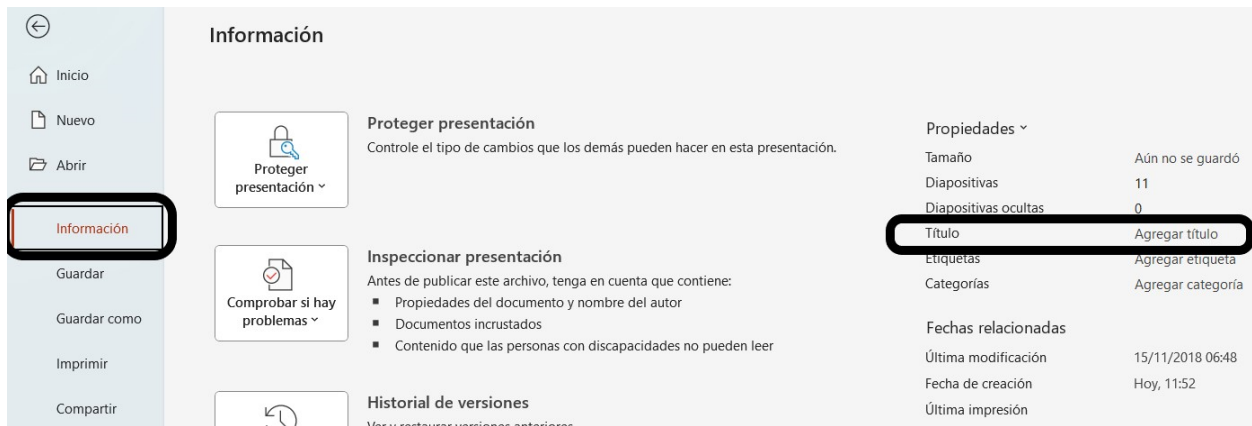 Información
Inicio
Nuevo
Abrir
Información
Guardar
Guardar como
Imprimir
Compartir
Proteger
presentación
Proteger presentación
Controle el tipo de cambios que los demás pueden hacer en esta presentación.
Comprobar si hay
problemas
Inspeccionar presentación
Antes de publicar este archivo, tenga en cuenta que contiene:
Propiedades del documento y nombre del autor
Documentos incrustados
Contenido que las personas con discapacidades no pueden leer
Historial de versiones
Ver y restaurar versiones anteriores
Propiedades
Tamaño Aún no se guardó
Diapositivas 11
Diapositivas ocultas 0
Título Agregar título
Etiquetas Agregar etiqueta
Categorías Agregar categoría
Fechas relacionadas
Última modificación 15/11/2018 06:48
Fecha de creación Hoy, 11:52
Última impresión